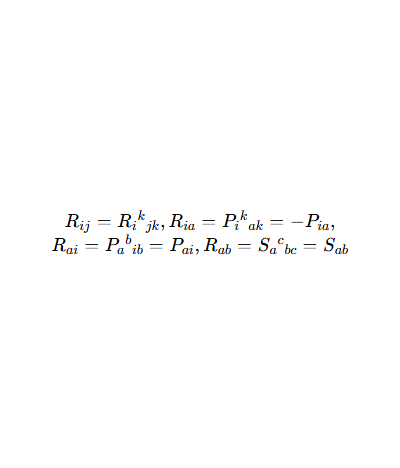 $R_{ij} = R_i{}^k{}_{jk}, R_{ia} = P_i{}^k{}_{ak} = -P_{ia},$
$R_{ai} = P_a{}^b{}_{ib} = P_{ai}, R_{ab} = S_a{}^c{}_{bc} = S_{ab}$